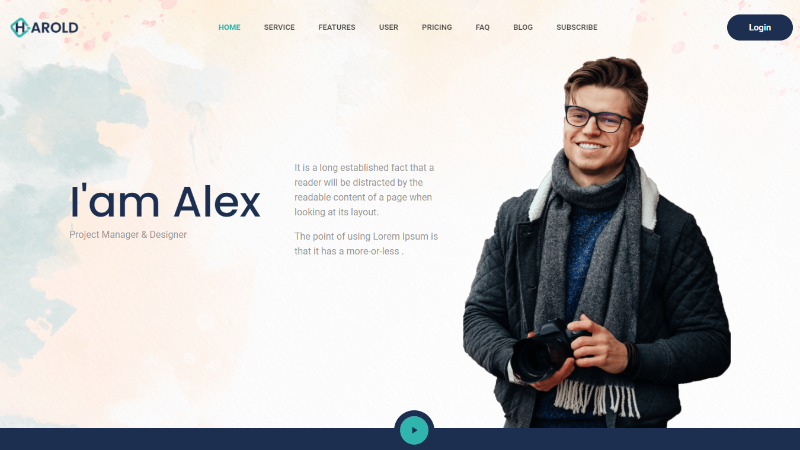 HAROLD
HOME SERVICE FEATURES USER PRICING FAQ BLOG SUBSCRIBE
Login
I'am Alex
Project Manager & Designer
It is a long established fact that a
reader will be distracted by the
readable content of a page when
looking at its layout.
The point of using Lorem Ipsum is
that it has a more-or-less .